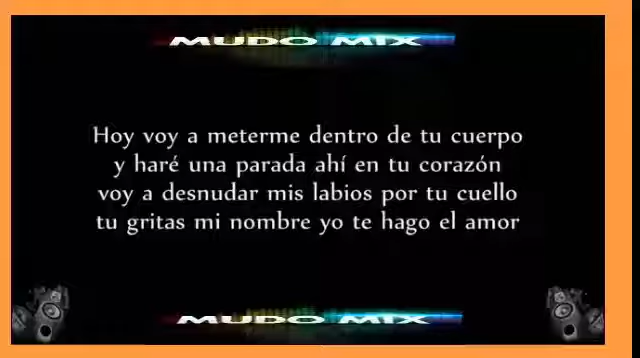 MUDO MIX
Hoy voy a meterme dentro de tu cuerpo
y haré una parada ahí en tu corazón
voy a desnudar mis labios por tu cuello
tu gritas mi nombre yo te hago el amor
MUDO MIX